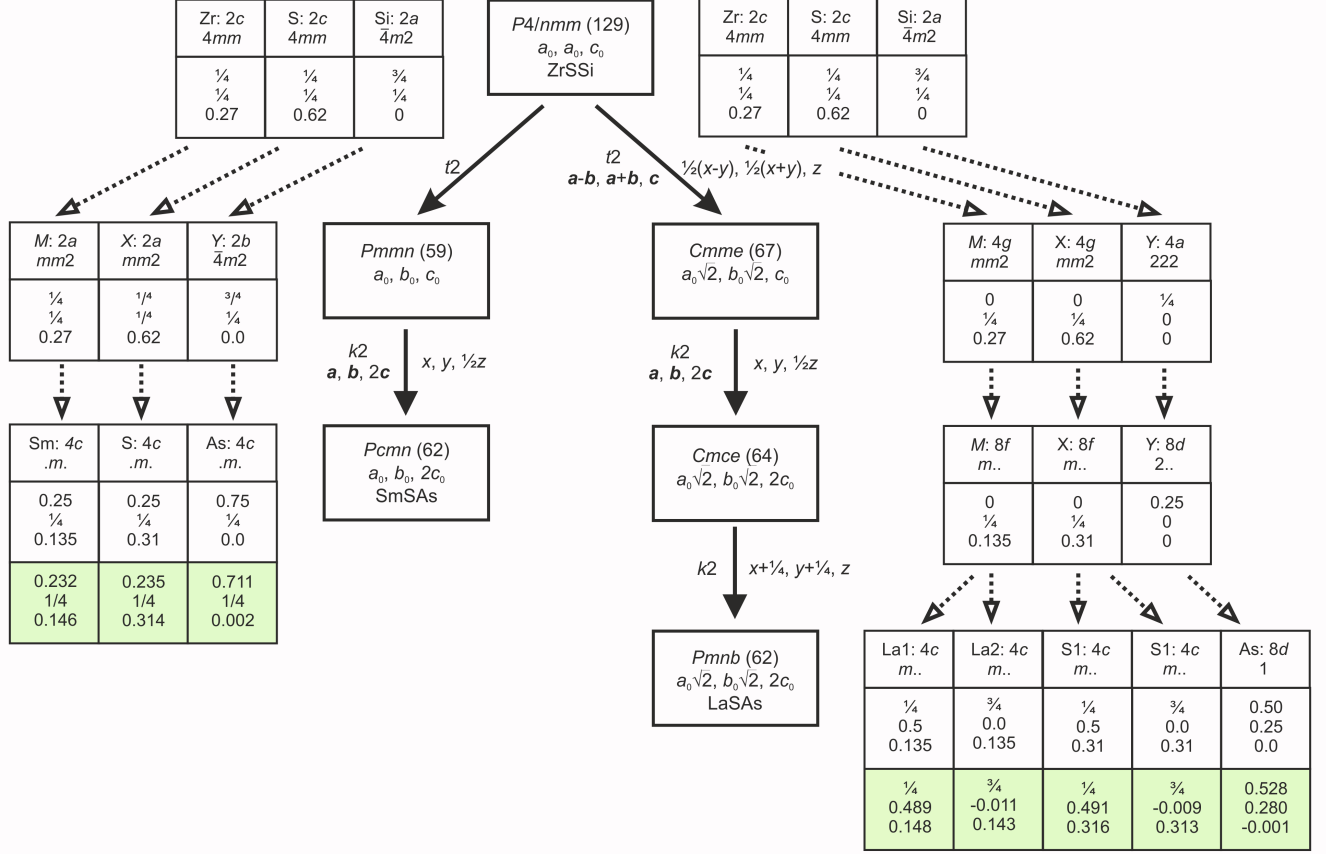 Zr: 2c S: 2c Si: 2a
4mm 4mm 4̅m2
¼ ¼ ¾
¼ ¼ ¼
0.27 0.62 0
P4/nmm (129)
a₀, a₀, c₀
ZrSSi
Zr: 2c S: 2c Si: 2a
4mm 4mm 4̅m2
¼ ¼ ¾
¼ ¼ ¼
0.27 0.62 0
t2
t2
a-b, a+b, c
½(x-y), ½(x+y), z
M: 2a X: 2a Y: 2b
mm2 mm2 4̅m2
¼ 1/4 3/4
¼ 1/4 ¼
0.27 0.62 0.0
Pmmn (59)
a₀, b₀, c₀
Cmme (67)
a₀√2, b₀√2, c₀
M: 4g X: 4g Y: 4a
mm2 mm2 222
0 0 ¼
¼ ¼ 0
0.27 0.62 0
k2
a, b, 2c
x, y, ½z
k2
a, b, 2c
x, y, ½z
Sm: 4c S: 4c As: 4c
.m. .m. .m.
0.25 0.25 0.75
¼ ¼ ¼
0.135 0.31 0.0
0.232 0.235 0.711
1/4 1/4 1/4
0.146 0.314 0.002
Pcmn (62)
a₀, b₀, 2c₀
SmSAs
Cmce (64)
a₀√2, b₀√2, 2c₀
M: 8f X: 8f Y: 8d
m.. m.. 2..
0 0 0.25
¼ ¼ 0
0.135 0.31 0
k2
x+¼, y+¼, z
Pmnb (62)
a₀√2, b₀√2, 2c₀
LaSAs
La1: 4c La2: 4c S1: 4c S1: 4c As: 8d
m.. m.. m.. m.. 1
¼ ¾ ¼ ¾ 0.50
0.5 0.0 0.5 0.0 0.25
0.135 0.135 0.31 0.31 0.0
¼ ¾ ¼ ¾ 0.528
0.489 -0.011 0.491 -0.009 0.280
0.148 0.143 0.316 0.313 -0.001